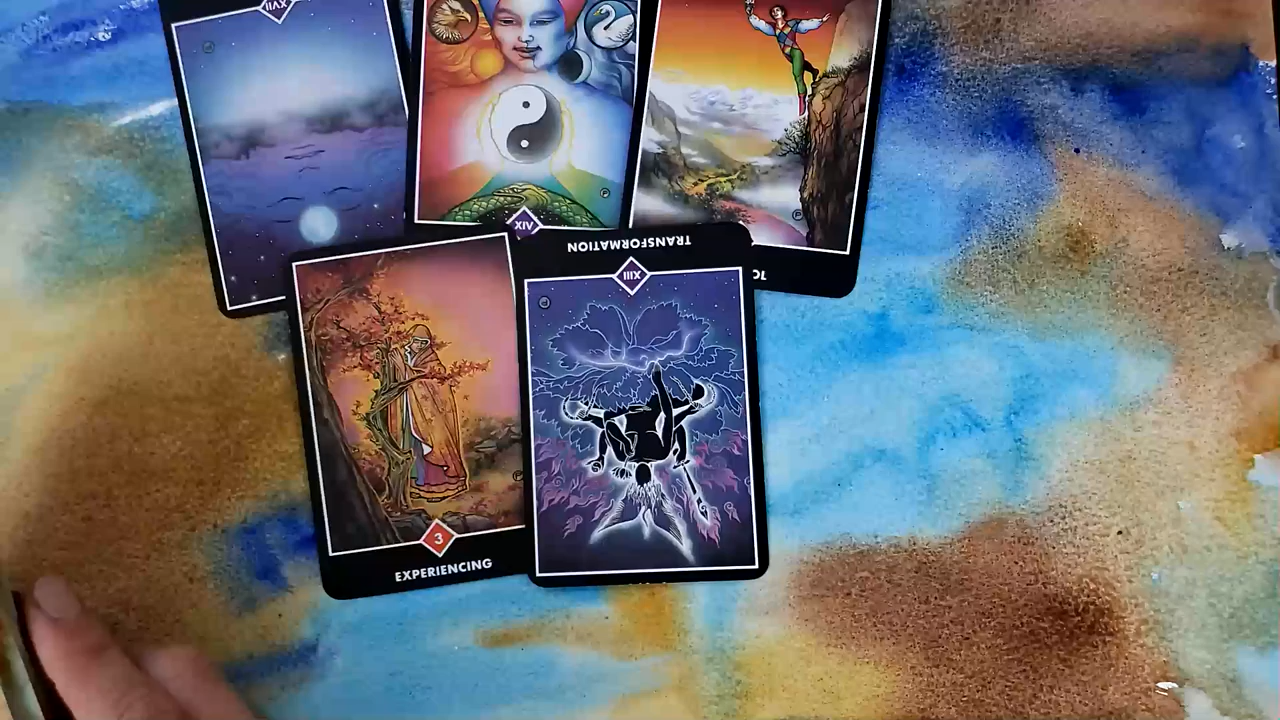 XVII
XIV
TRANSFORMATION
XIII
3
EXPERIENCING